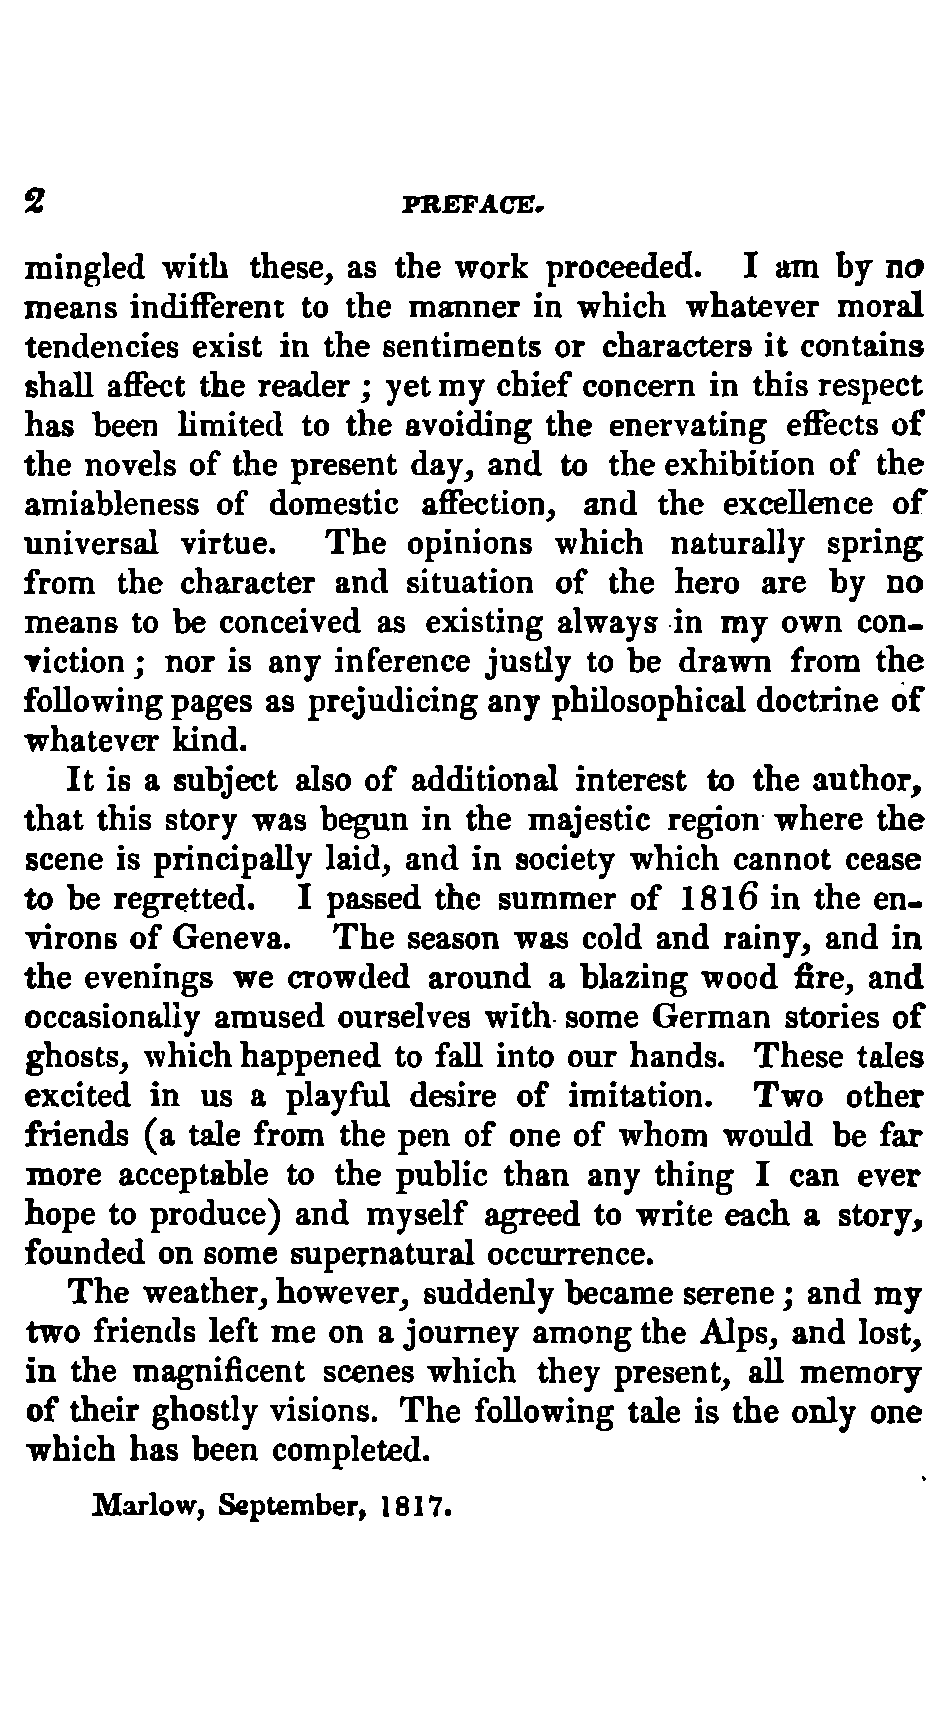 2 PREFACE.
mingled with these, as the work proceeded. I am by no
means indifferent to the manner in which whatever moral
tendencies exist in the sentiments or characters it contains
shall affect the reader ; yet my chief concern in this respect
has been limited to the avoiding the enervating effects of
the novels of the present day, and to the exhibition of the
amiableness of domestic affection, and the excellence of
universal virtue. The opinions which naturally spring
from the character and situation of the hero are by no
means to be conceived as existing always in my own con-
viction ; nor is any inference justly to be drawn from the
following pages as prejudicing any philosophical doctrine of
whatever kind.
It is a subject also of additional interest to the author,
that this story was begun in the majestic region where the
scene is principally laid, and in society which cannot cease
to be regretted. I passed the summer of 1816 in the en-
virons of Geneva. The season was cold and rainy, and in
the evenings we crowded around a blazing wood fire, and
occasionally amused ourselves with some German stories of
ghosts, which happened to fall into our hands. These tales
excited in us a playful desire of imitation. Two other
friends (a tale from the pen of one of whom would be far
more acceptable to the public than any thing I can ever
hope to produce) and myself agreed to write each a story,
founded on some supernatural occurrence.
The weather, however, suddenly became serene ; and my
two friends left me on a journey among the Alps, and lost,
in the magnificent scenes which they present, all memory
of their ghostly visions. The following tale is the only one
which has been completed.
Marlow, September, 1817.